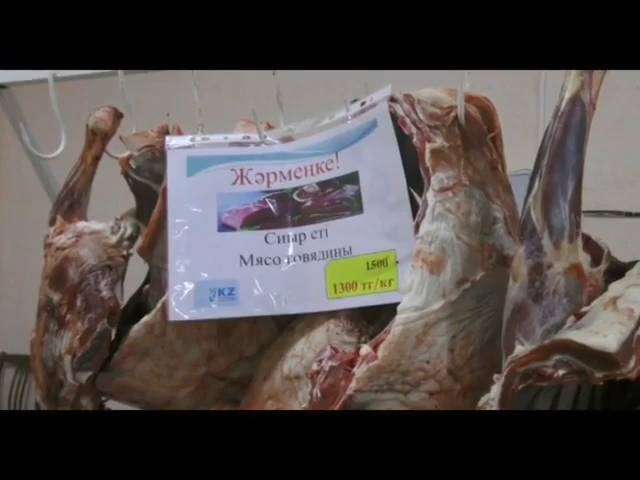 Жәрмеңке!
Сиыр еті
Мясо говядины
1500
1300 тг/кг
KZ